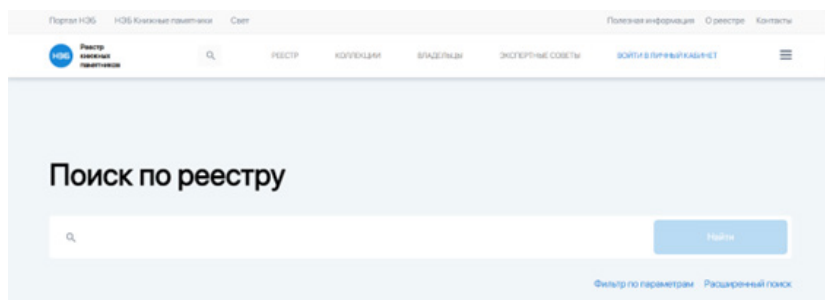 Портал НЭБ НЭБ Книжные памятники Свет Полезная информация О реестре Контакты
НЭБ Реестр книжных памятников РЕЕСТР КОЛЛЕКЦИИ ВЛАДЕЛЬЦЫ ЭКСПЕРТНЫЕ СОВЕТЫ ВОЙТИ В ЛИЧНЫЙ КАБИНЕТ
Поиск по реестру
Найти
Фильтр по параметрам Расширенный поиск